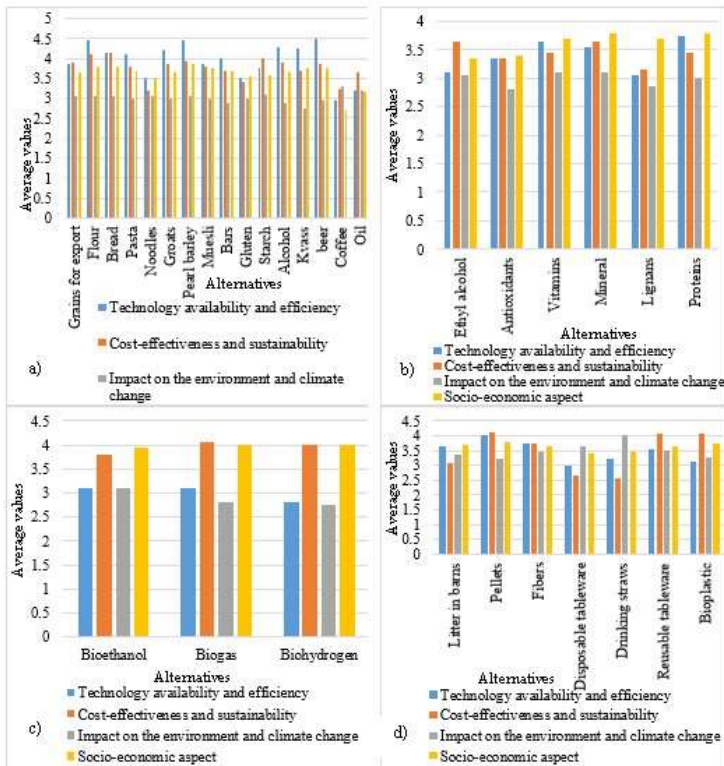 5
4.5
4
3.5
3
2.5
2
1.5
1
0.5
0
Average values
Grains for export
Flour
Bread
Pasta
Noodles
Groats
Pearl barley
Muesli
Bars
Gluten
Starch
Alcohol
Kvass
beer
Coffee
Oil
Alternatives
Technology availability and efficiency
Cost-effectiveness and sustainability
Impact on the environment and climate
change
a)
4
3.5
3
2.5
2
1.5
1
0.5
0
Average values
Ethyl alcohol
Antioxidants
Vitamins
Mineral
Lignans
Proteins
Alternatives
Technology availability and efficiency
Cost-effectiveness and sustainability
Impact on the environment and climate change
Socio-economic aspect
b)
4.5
4
3.5
3
2.5
2
1.5
1
0.5
0
Average values
Bioethanol
Biogas
Biohydrogen
Alternatives
Technology availability and efficiency
Cost-effectiveness and sustainability
Impact on the environment and climate change
Socio-economic aspect
c)
4.5
4
3.5
3
2.5
2
1.5
1
0.5
0
Average values
Litter in barns
Pellets
Fibers
Disposable tableware
Drinking straws
Reusable tableware
Bioplastic
Alternatives
Technology availability and efficiency
Cost-effectiveness and sustainability
Impact on the environment and climate change
Socio-economic aspect
d)